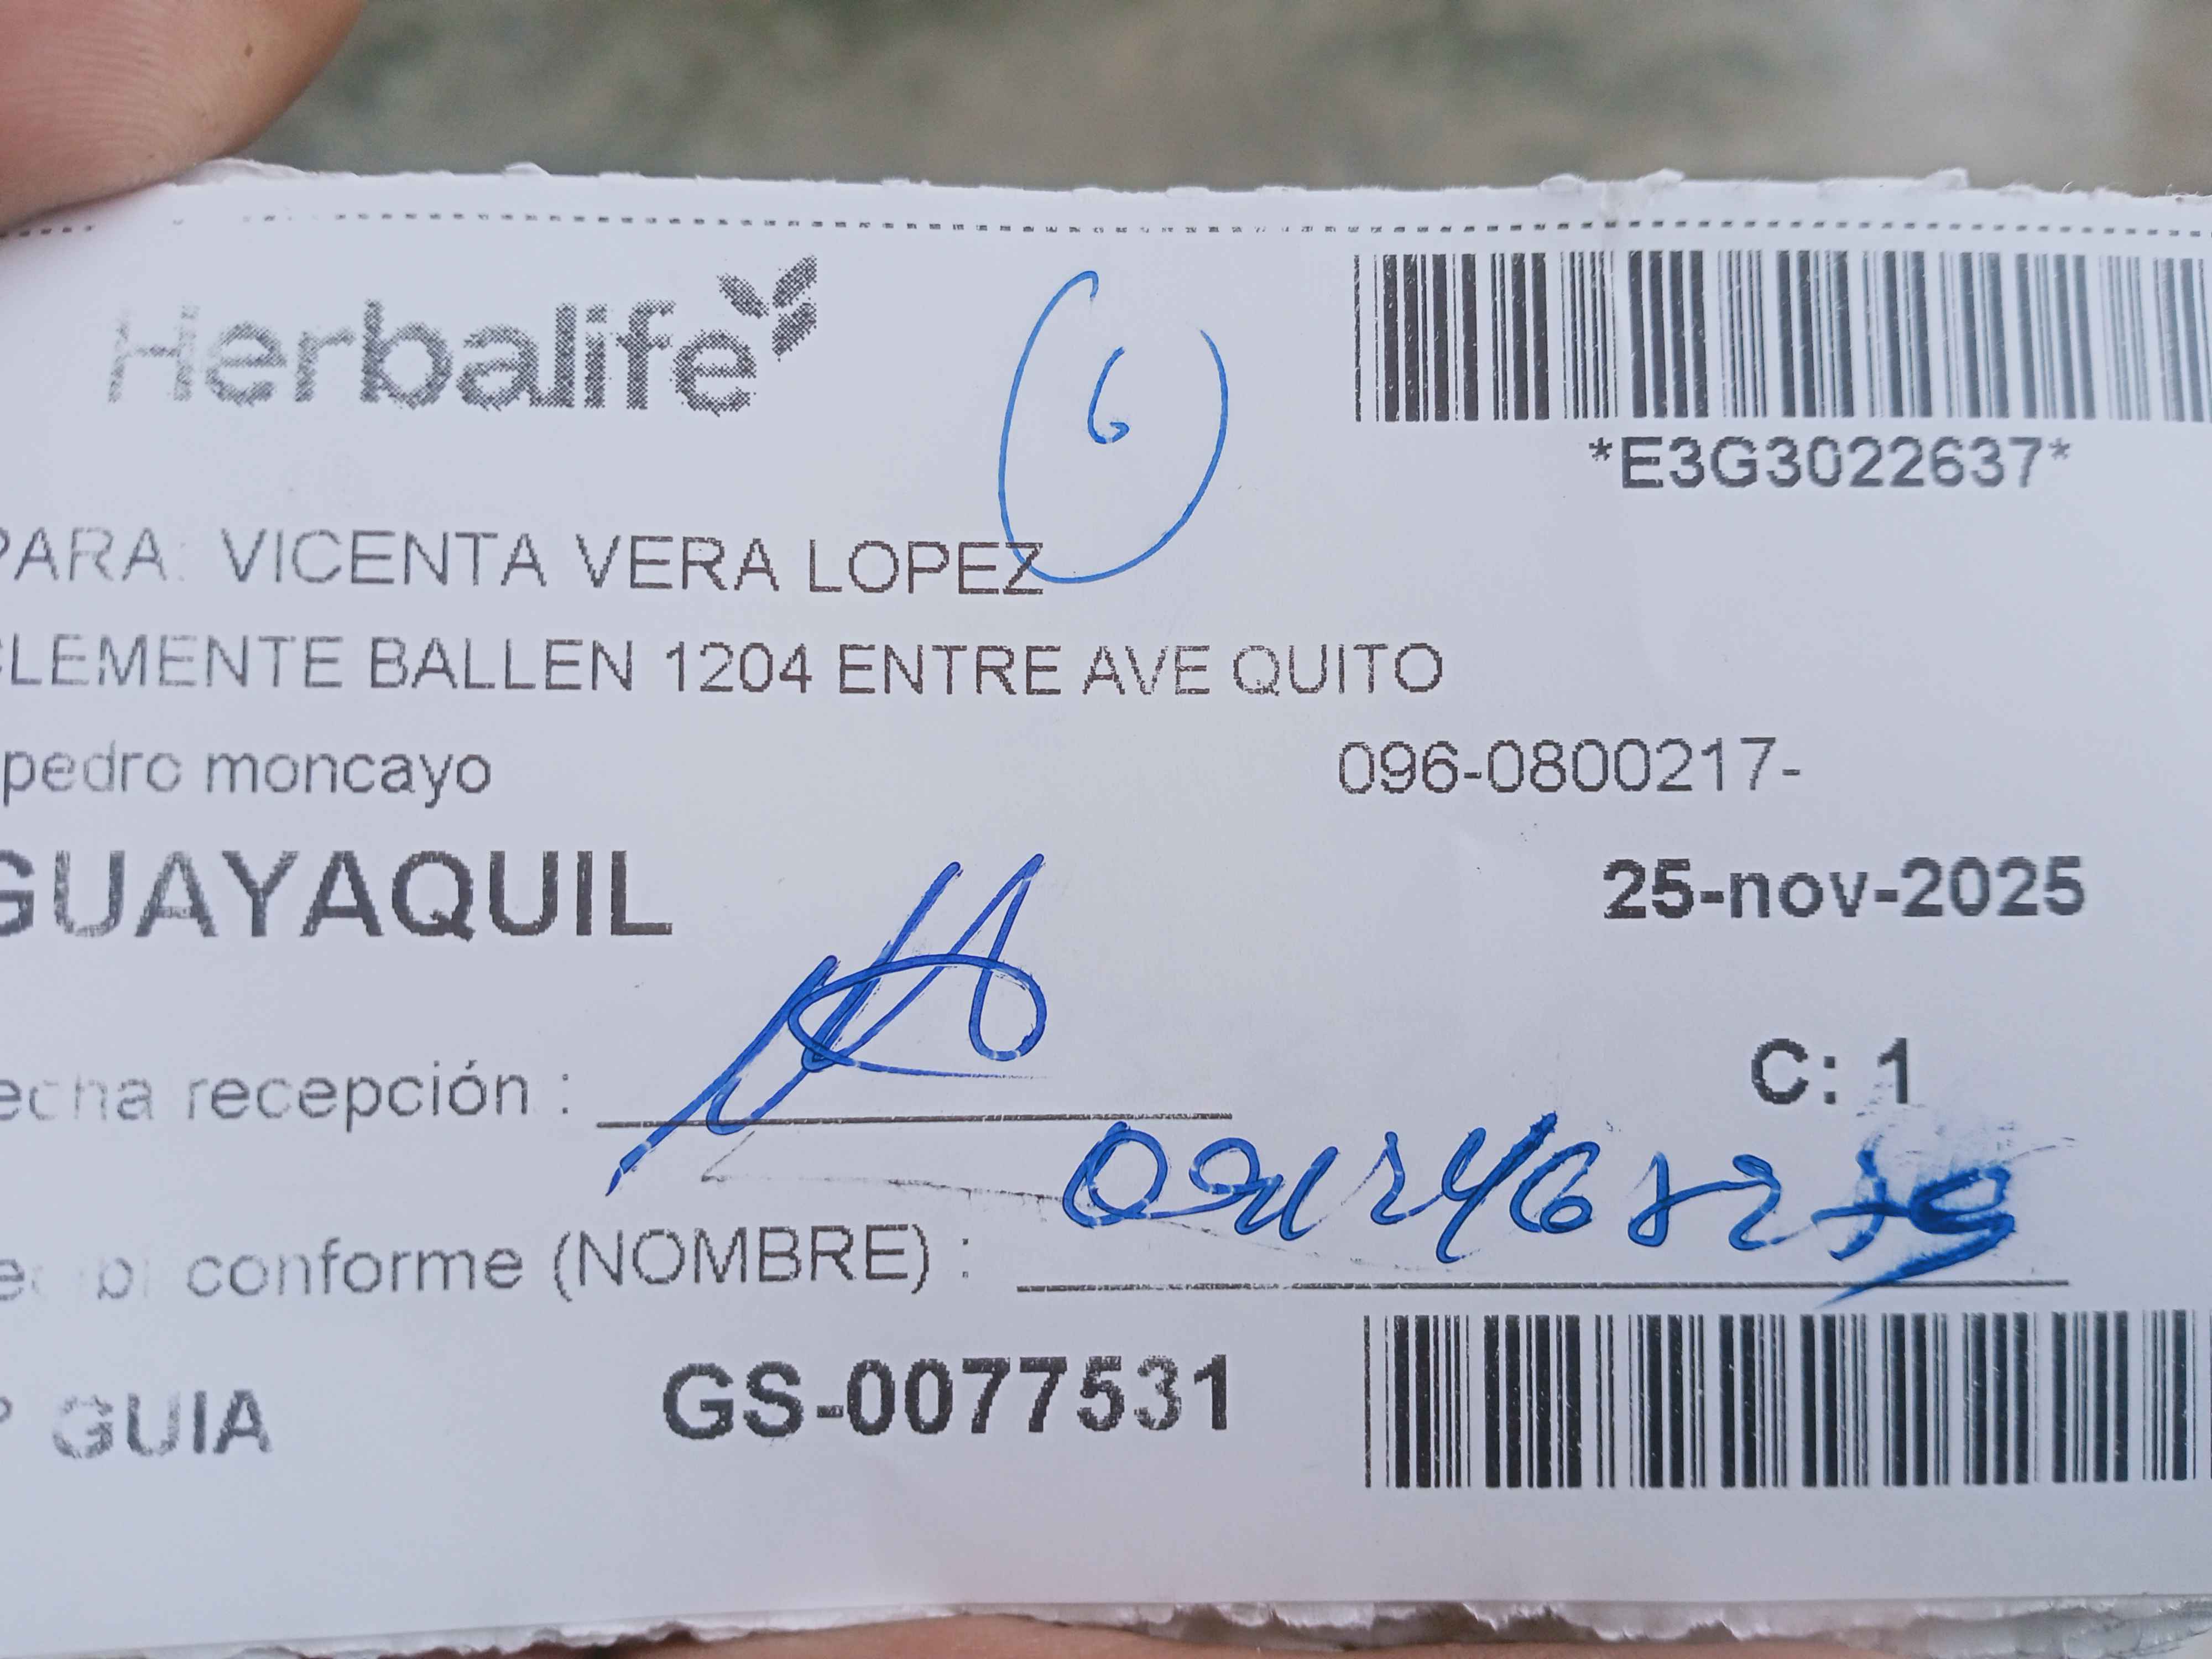 Herbalife
6
*E3G3022637*
PARA: VICENTA VERA LOPEZ
CLEMENTE BALLEN 1204 ENTRE AVE QUITO
pedro moncayo
096-0800217-
GUAYAQUIL
25-nov-2025
echa recepción :
C: 1
conforme (NOMBRE) :
GUIA
GS-0077531